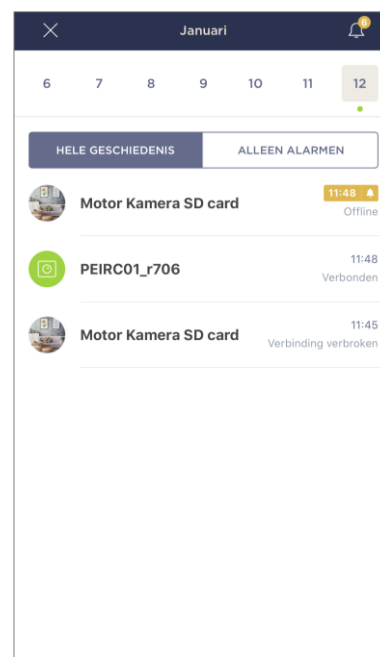 Januari
6
6 7 8 9 10 11 12
HELE GESCHIEDENIS ALLEEN ALARMEN
Motor Kamera SD card 11:48
Offline
PEIRC01_r706 11:48
Verbonden
Motor Kamera SD card 11:45
Verbinding verbroken